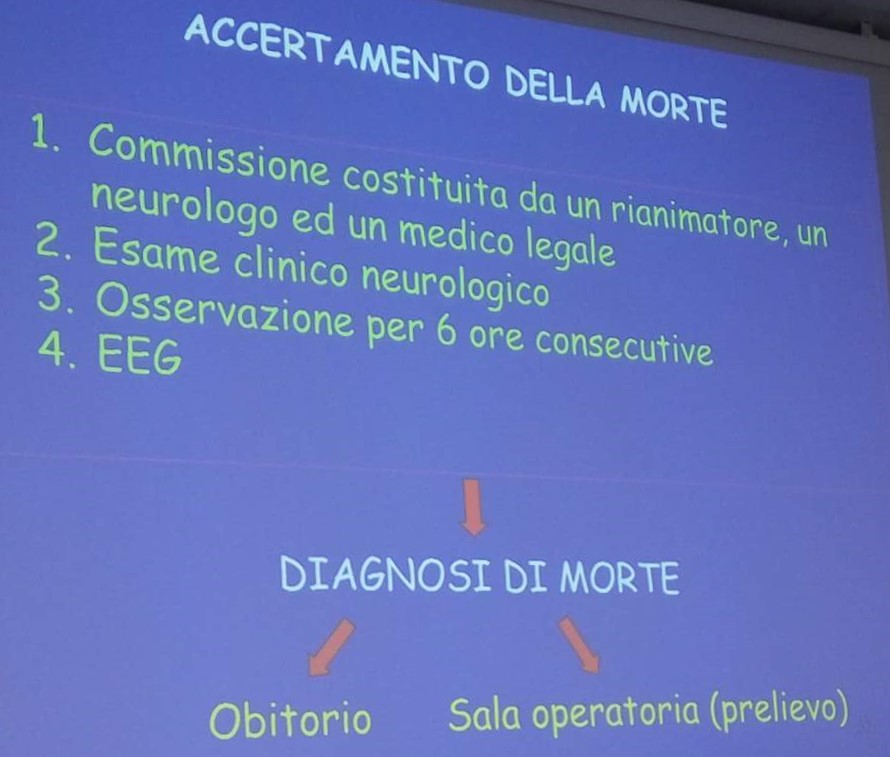 ACCERTAMENTO DELLA MORTE
1. Commissione costituita da un rianimatore, un
neurologo ed un medico legale
2. Esame clinico neurologico
3. Osservazione per 6 ore consecutive
4. EEG
DIAGNOSI DI MORTE
Obitorio Sala operatoria (prelievo)